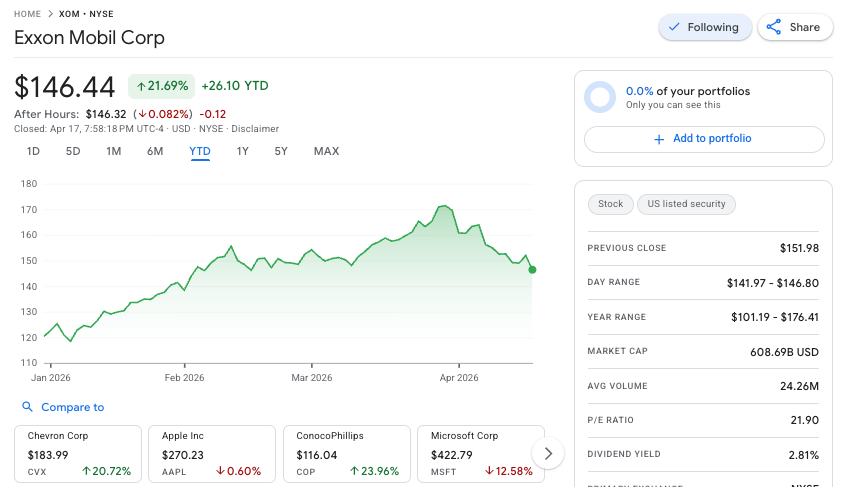 HOME > XOM • NYSE
Exxon Mobil Corp
Following
Share
$146.44 ↑21.69% +26.10 YTD
After Hours: $146.32 (↓0.082%) -0.12
Closed: Apr 17, 7:58:18 PM UTC-4 · USD · NYSE · Disclaimer
1D 5D 1M 6M YTD 1Y 5Y MAX
180
170
160
150
140
130
120
110
Jan 2026 Feb 2026 Mar 2026 Apr 2026
Compare to
Chevron Corp
$183.99
CVX ↑20.72%
Apple Inc
$270.23
AAPL ↓0.60%
ConocoPhillips
$116.04
COP ↑23.96%
Microsoft Corp
$422.79
MSFT ↓12.58%
0.0% of your portfolios
Only you can see this
+ Add to portfolio
Stock US listed security
PREVIOUS CLOSE $151.98
DAY RANGE $141.97 - $146.80
YEAR RANGE $101.19 - $176.41
MARKET CAP 608.69B USD
AVG VOLUME 24.26M
P/E RATIO 21.90
DIVIDEND YIELD 2.81%